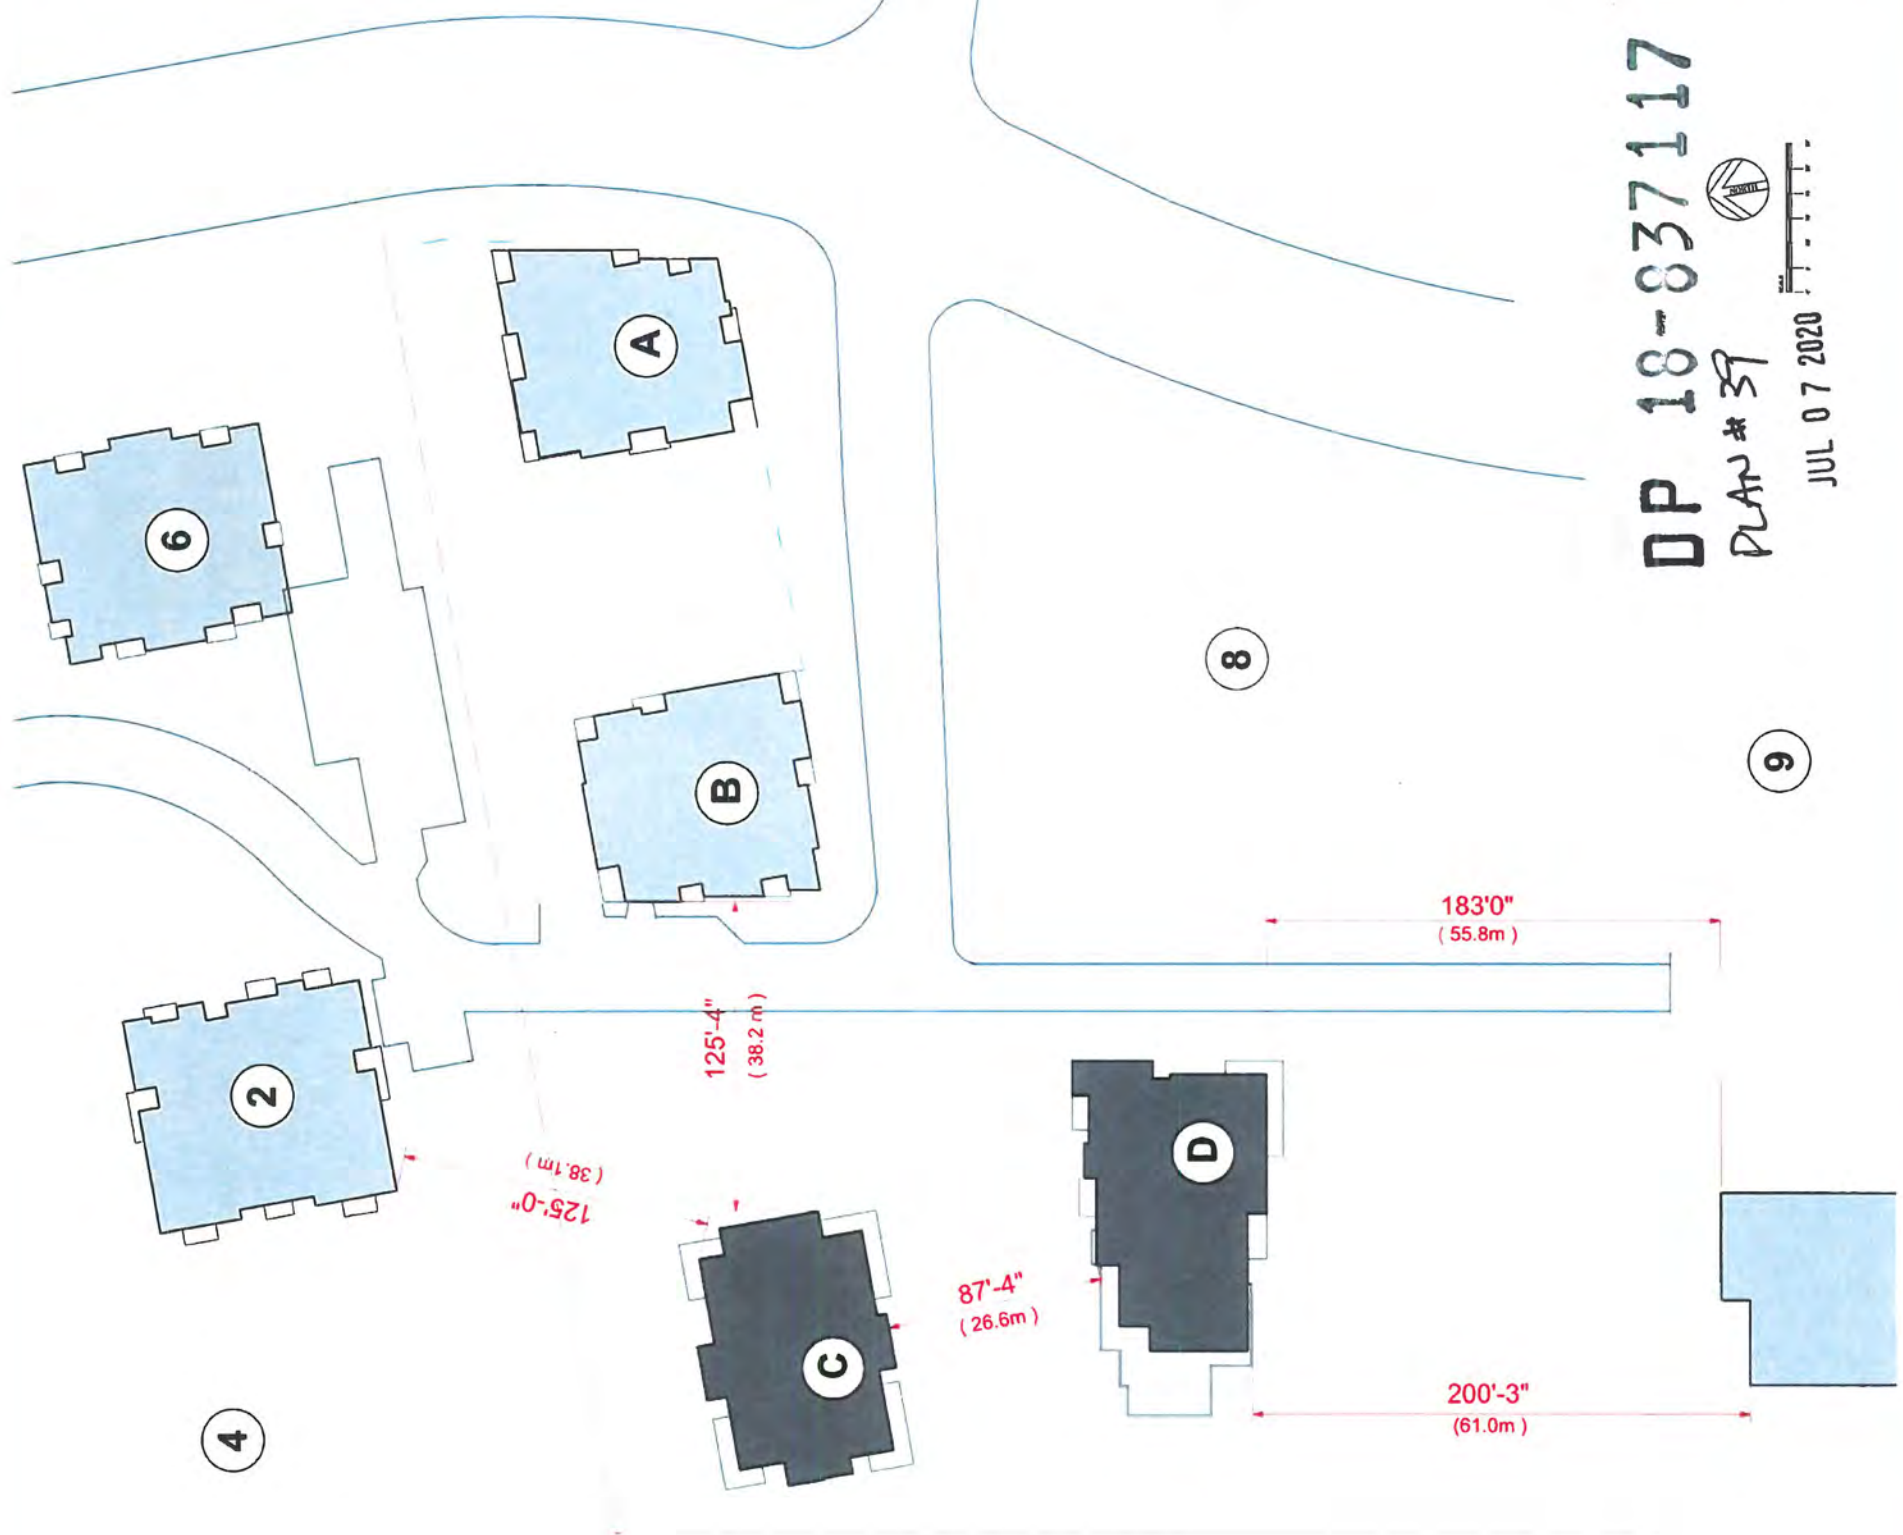 DP 18-837117
PLAN # 39
JUL 07 2020
NORTH
A
6
B
8
9
2
183'0"
( 55.8m )
125'-4"
( 38.2 m )
125'-0"
( 38.1m )
D
87'-4"
( 26.6m )
C
4
200'-3"
(61.0m )